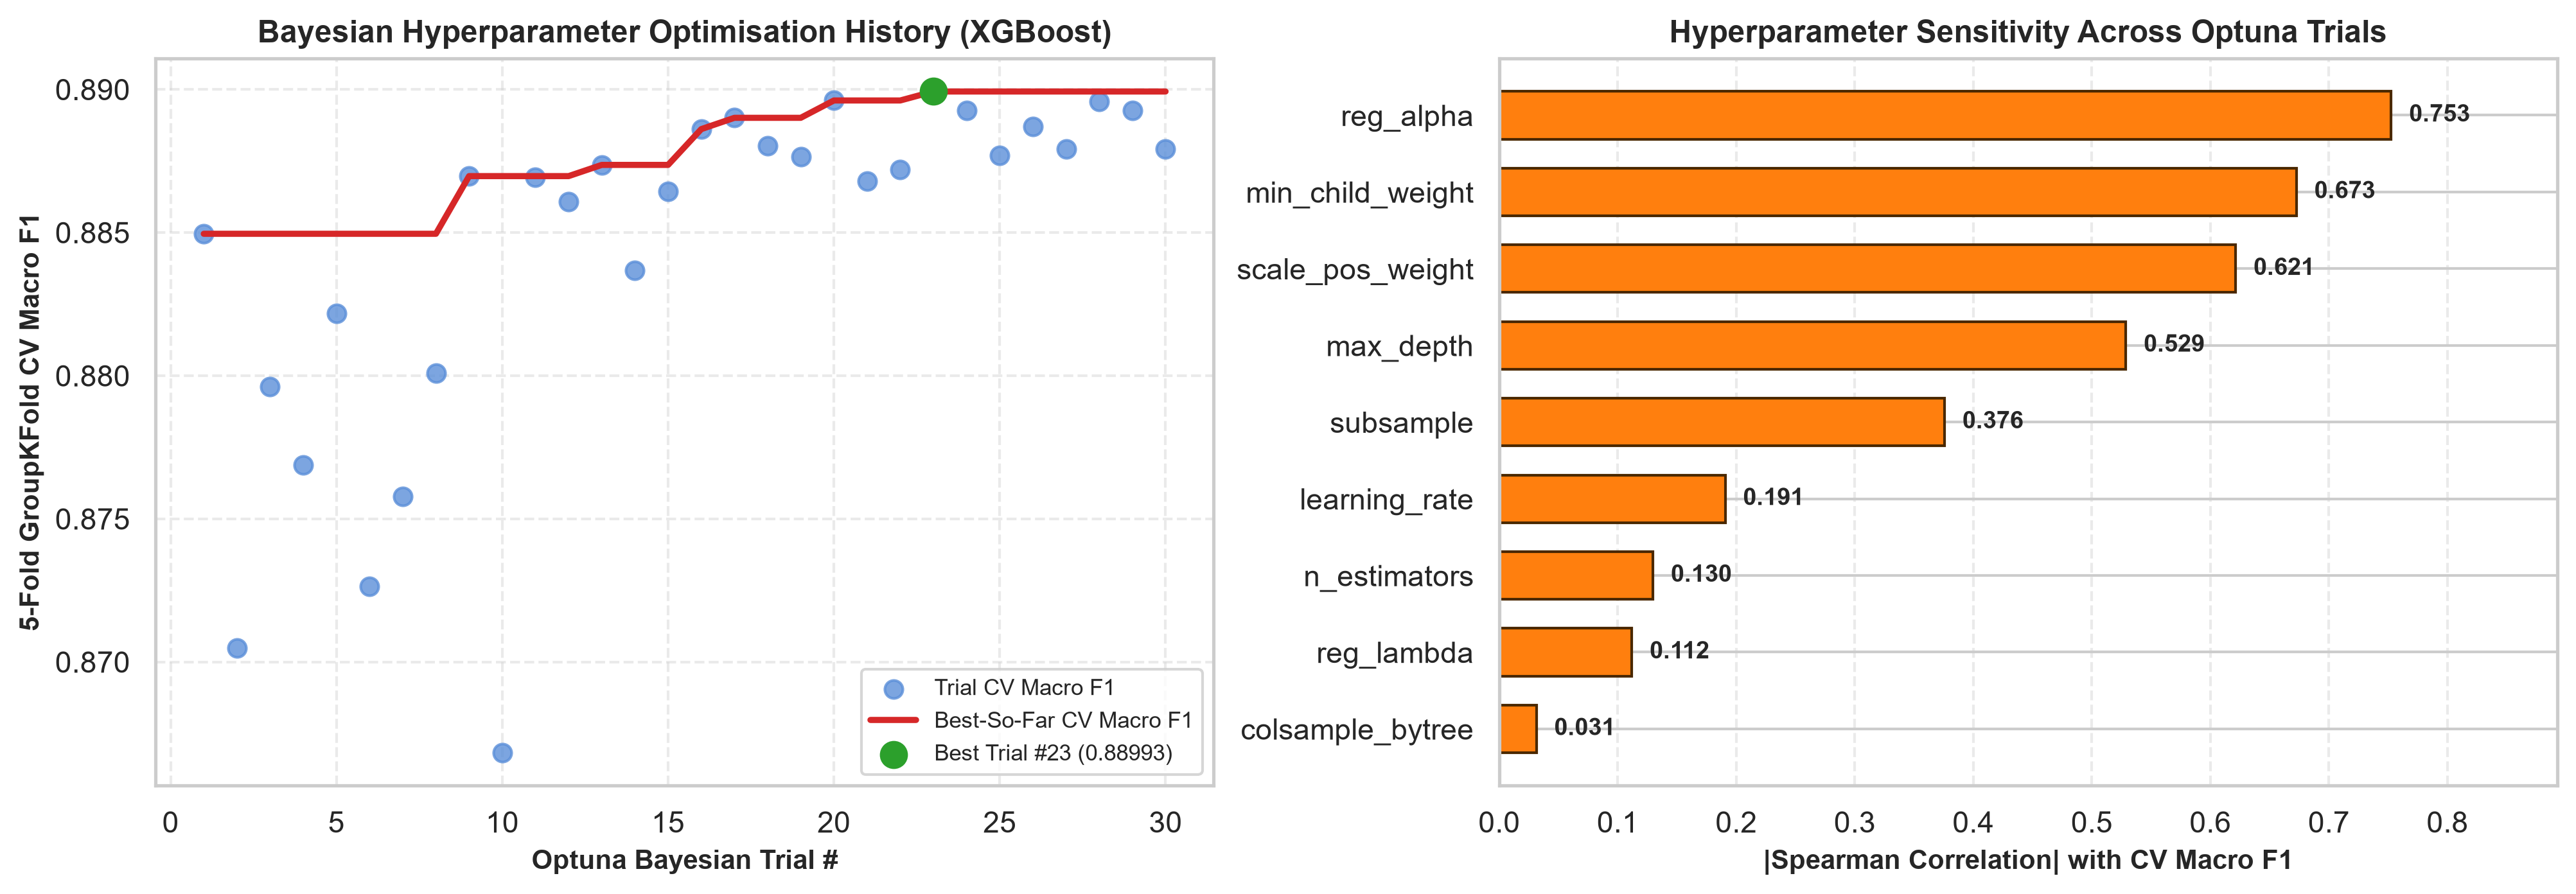 Bayesian Hyperparameter Optimisation History (XGBoost)
5-Fold GroupKFold CV Macro F1
0.890
0.885
0.880
0.875
0.870
0
5
10
15
20
25
30
Optuna Bayesian Trial #
Trial CV Macro F1
Best-So-Far CV Macro F1
Best Trial #23 (0.88993)
Hyperparameter Sensitivity Across Optuna Trials
reg_alpha
0.753
min_child_weight
0.673
scale_pos_weight
0.621
max_depth
0.529
subsample
0.376
learning_rate
0.191
n_estimators
0.130
reg_lambda
0.112
colsample_bytree
0.031
0.0
0.1
0.2
0.3
0.4
0.5
0.6
0.7
0.8
|Spearman Correlation| with CV Macro F1